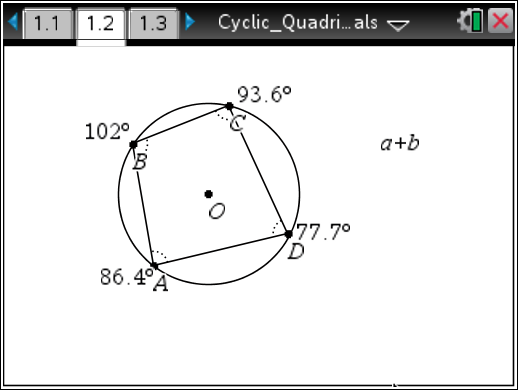 1.1 1.2 1.3 Cyclic_Quadri...als
93.6°
C
102°
B
a+b
O
77.7°
D
86.4°
A